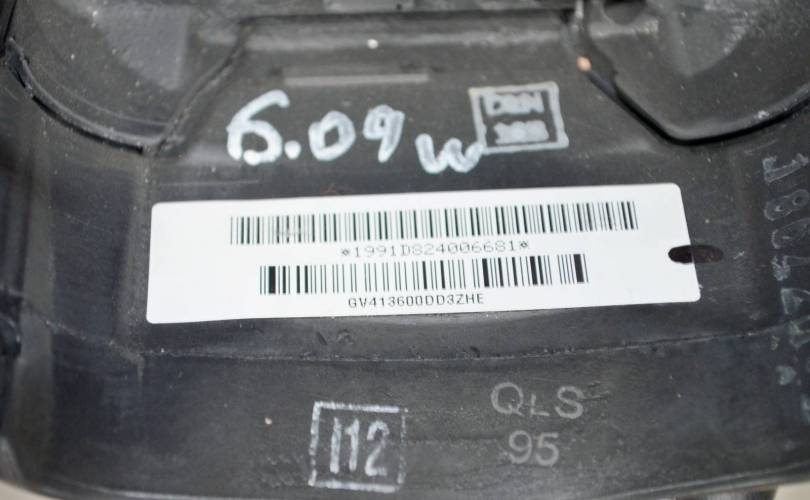 6.09 w
*1991D824006681*
GV413600DD3ZHE
QLS
95
112